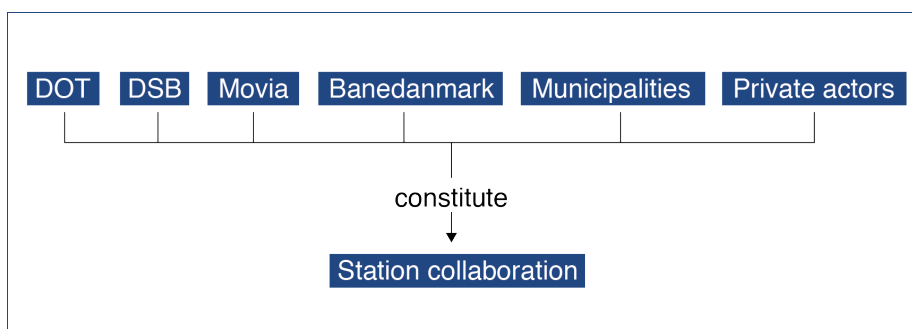 DOT DSB Movia Banedanmark Municipalities Private actors
constitute
Station collaboration